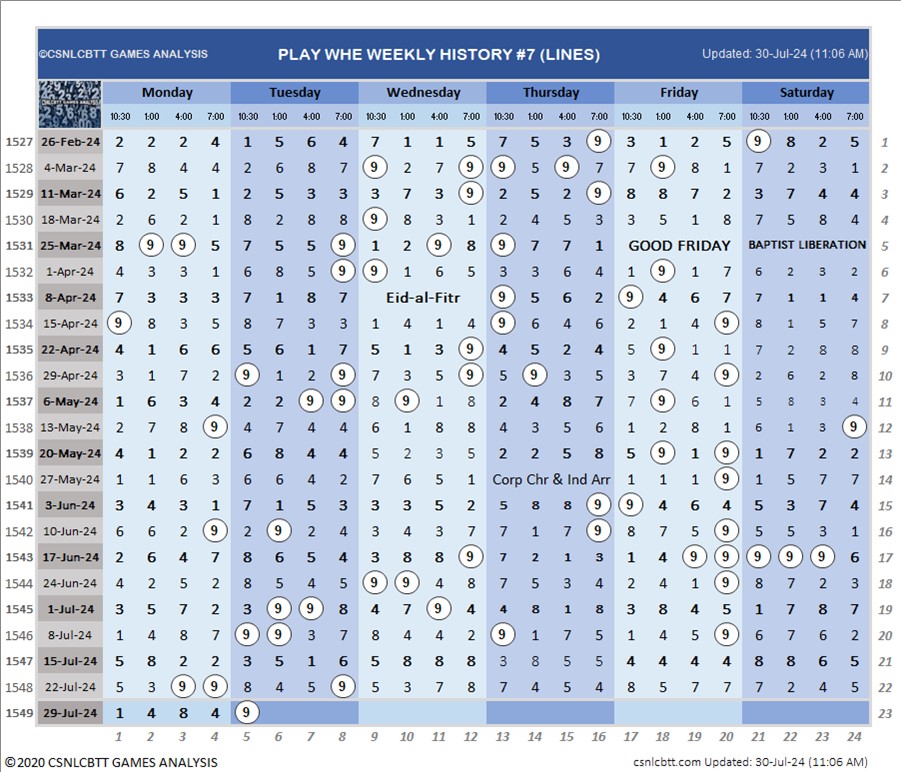 ©CSNLCBTT GAMES ANALYSIS PLAY WHE WEEKLY HISTORY #7 (LINES) Updated: 30-Jul-24 (11:06 AM)
Monday Tuesday Wednesday Thursday Friday Saturday
10:30 1:00 4:00 7:00 10:30 1:00 4:00 7:00 10:30 1:00 4:00 7:00 10:30 1:00 4:00 7:00 10:30 1:00 4:00 7:00 10:30 1:00 4:00 7:00
1527 26-Feb-24 2 2 2 4 1 5 6 4 7 1 1 5 7 5 3 9 3 1 2 5 9 8 2 5 1
1528 4-Mar-24 7 8 4 4 2 6 8 7 9 2 7 9 9 5 9 7 7 9 8 1 7 2 3 1 2
1529 11-Mar-24 6 2 5 1 2 5 3 3 3 7 3 9 2 5 2 9 8 8 7 2 3 7 4 4 3
1530 18-Mar-24 2 6 2 1 8 2 8 8 9 8 3 1 2 4 5 3 3 5 1 8 7 5 8 4 4
1531 25-Mar-24 8 9 9 5 7 5 5 9 1 2 9 8 9 7 7 1 GOOD FRIDAY BAPTIST LIBERATION 5
1532 1-Apr-24 4 3 3 1 6 8 5 9 9 1 6 5 3 3 6 4 1 9 1 7 6 2 3 2 6
1533 8-Apr-24 7 3 3 3 7 1 8 7 Eid-al-Fitr 9 5 6 2 9 4 6 7 7 1 1 4 7
1534 15-Apr-24 9 8 3 5 8 7 3 3 1 4 1 4 9 6 4 6 2 1 4 9 8 1 5 7 8
1535 22-Apr-24 4 1 6 6 5 6 1 7 5 1 3 9 4 5 2 4 5 9 1 1 7 2 8 8 9
1536 29-Apr-24 3 1 7 2 9 1 2 9 7 3 5 9 1 9 3 5 3 7 4 9 2 6 2 8 10
1537 6-May-24 1 6 3 4 2 2 9 9 8 9 1 8 2 4 8 7 7 9 6 1 5 8 3 4 11
1538 13-May-24 2 7 8 9 4 7 4 4 6 1 8 8 4 3 5 6 1 2 8 1 6 1 3 9 12
1539 20-May-24 4 1 2 2 6 8 4 4 5 2 3 5 2 2 5 8 5 9 1 9 1 7 2 2 13
1540 27-May-24 1 1 6 3 6 6 4 2 7 6 5 1 Corp Chr & Ind Arr 1 1 1 9 1 5 7 7 14
1541 3-Jun-24 3 4 3 1 7 1 5 3 3 3 5 2 5 8 8 9 9 4 6 4 5 3 7 4 15
1542 10-Jun-24 6 6 2 9 2 9 2 4 3 4 3 7 7 1 7 9 8 7 5 9 5 5 3 1 16
1543 17-Jun-24 2 6 4 7 8 6 5 4 3 8 8 9 7 2 1 3 1 4 9 9 9 9 9 6 17
1544 24-Jun-24 4 2 5 2 8 5 4 5 9 9 4 8 7 5 3 4 2 4 1 9 8 7 2 3 18
1545 1-Jul-24 3 5 7 2 3 9 9 8 4 7 9 4 4 8 1 8 3 8 4 5 1 7 8 7 19
1546 8-Jul-24 1 4 8 7 9 9 3 7 8 4 4 2 9 1 7 5 1 4 5 9 6 7 6 2 20
1547 15-Jul-24 5 8 2 2 3 5 1 6 5 8 8 8 3 8 5 5 4 4 4 4 8 8 6 5 21
1548 22-Jul-24 5 3 9 9 8 4 5 9 5 3 7 8 7 4 5 4 8 5 7 7 7 2 4 5 22
1549 29-Jul-24 1 4 8 4 9 23
1 2 3 4 5 6 7 8 9 10 11 12 13 14 15 16 17 18 19 20 21 22 23 24
©2020 CSNLCBTT GAMES ANALYSIS csnlcbtt.com Updated: 30-Jul-24 (11:06 AM)